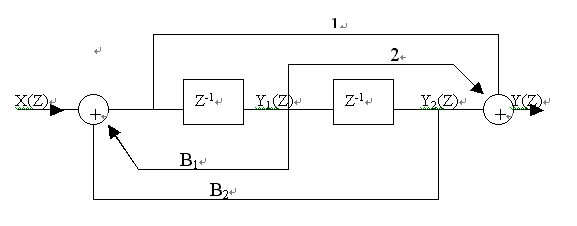 1
2
X(Z) + Z-1 Y1(Z) Z-1 Y2(Z) + Y(Z)
B1
B2